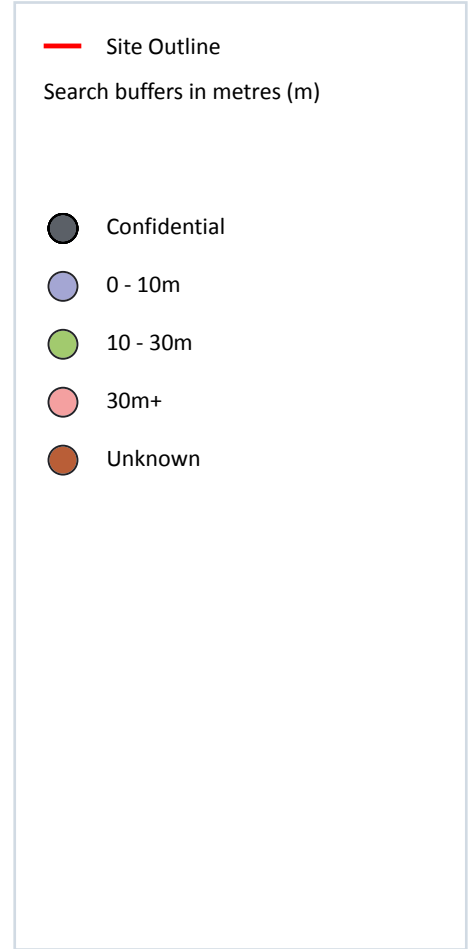 Site Outline
Search buffers in metres (m)
Confidential
0 - 10m
10 - 30m
30m+
Unknown